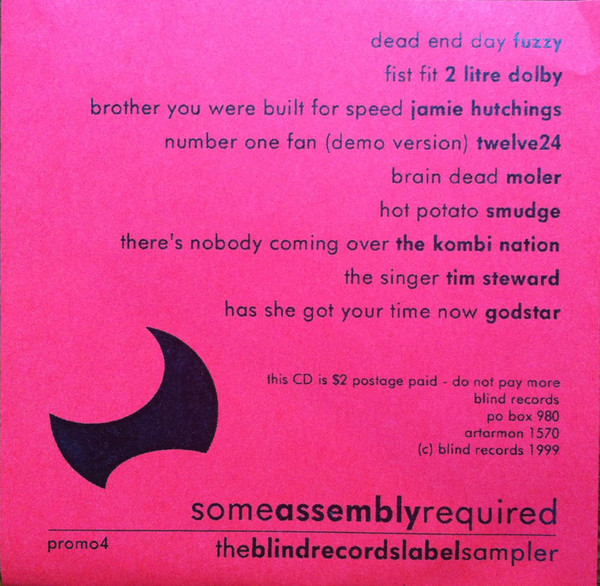 dead end day fuzzy
fist fit 2 litre dolby
brother you were built for speed jamie hutchings
number one fan (demo version) twelve24
brain dead moler
hot potato smudge
there's nobody coming over the kombi nation
the singer tim steward
has she got your time now godstar
this CD is $2 postage paid - do not pay more
blind records
po box 980
artarmon 1570
(c) blind records 1999
someassemblyrequired
promo4
theblindrecordslabelsampler